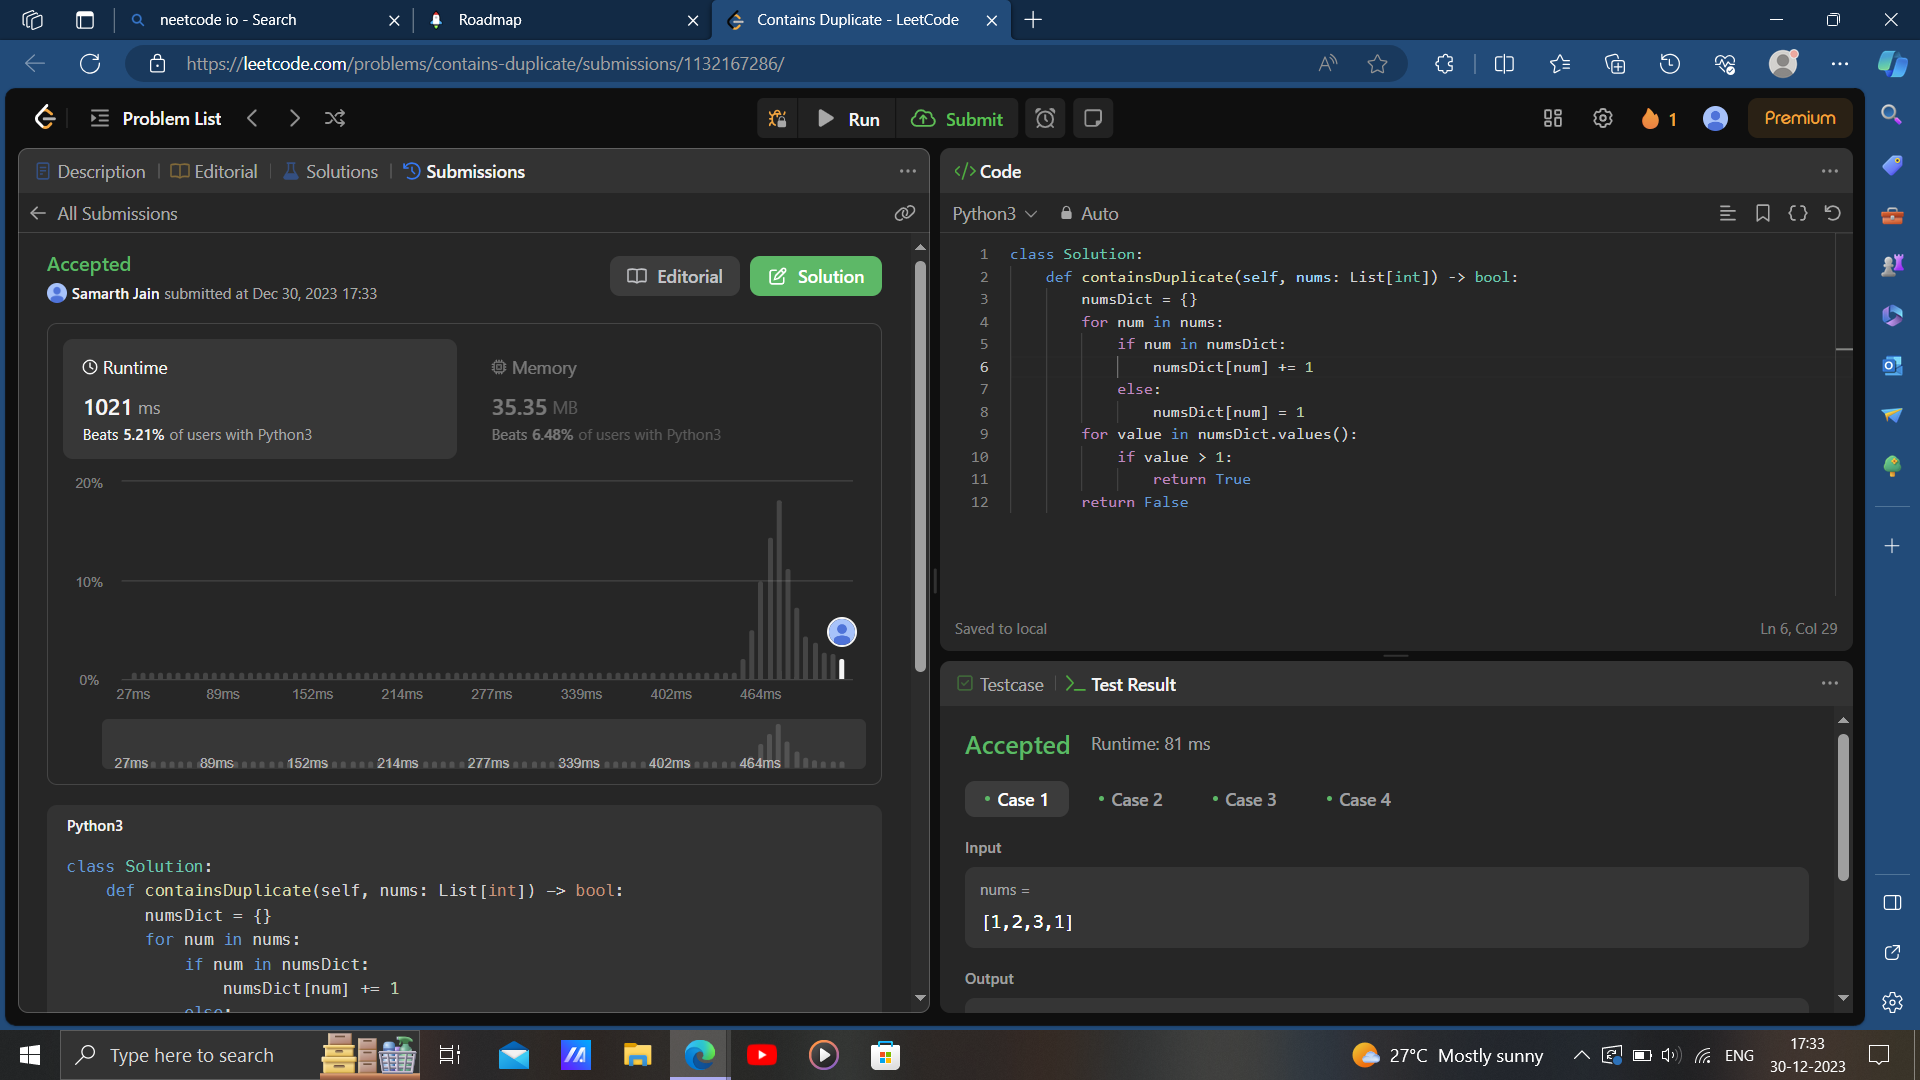 neetcode io - Search
Roadmap
Contains Duplicate - LeetCode
https://leetcode.com/problems/contains-duplicate/submissions/1132167286/
Problem List
Run
Submit
1
Premium
Description
Editorial
Solutions
Submissions
All Submissions
Accepted
Samarth Jain submitted at Dec 30, 2023 17:33
Editorial
Solution
Runtime
1021 ms
Beats 5.21% of users with Python3
Memory
35.35 MB
Beats 6.48% of users with Python3
20%
10%
0%
27ms 89ms 152ms 214ms 277ms 339ms 402ms 464ms
27ms 89ms 152ms 214ms 277ms 339ms 402ms 464ms
Python3
class Solution:
def containsDuplicate(self, nums: List[int]) -> bool:
numsDict = {}
for num in nums:
if num in numsDict:
numsDict[num] += 1
else:
</> Code
Python3
Auto
1 class Solution:
2 def containsDuplicate(self, nums: List[int]) -> bool:
3 numsDict = {}
4 for num in nums:
5 if num in numsDict:
6 numsDict[num] += 1
7 else:
8 numsDict[num] = 1
9 for value in numsDict.values():
10 if value > 1:
11 return True
12 return False
Saved to local
Ln 6, Col 29
Testcase
Test Result
Accepted
Runtime: 81 ms
Case 1
Case 2
Case 3
Case 4
Input
nums =
[1,2,3,1]
Output
Type here to search
27°C Mostly sunny
ENG
17:33
30-12-2023